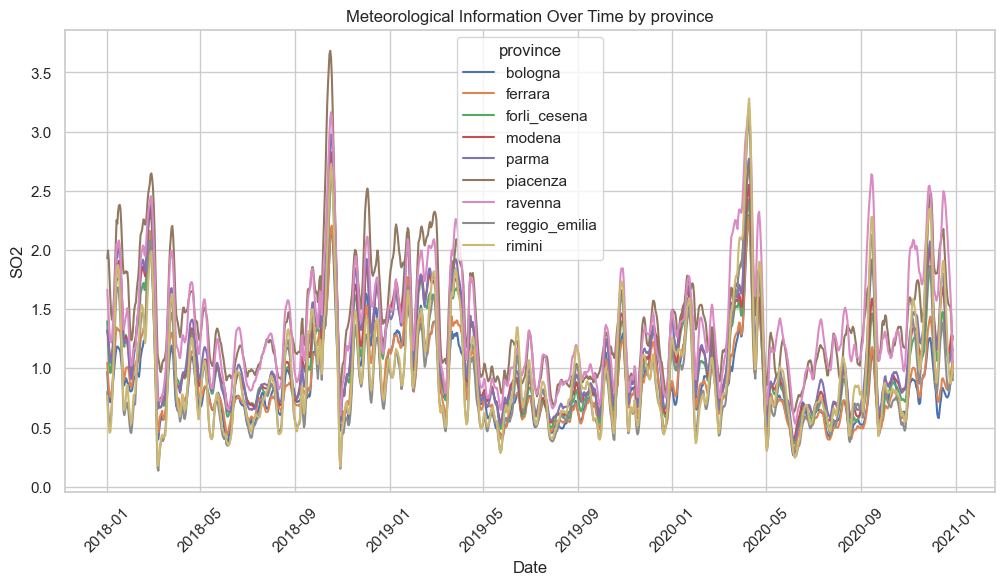 Meteorological Information Over Time by province
province
bologna
ferrara
forli_cesena
modena
parma
piacenza
ravenna
reggio_emilia
rimini
SO2
3.5
3.0
2.5
2.0
1.5
1.0
0.5
0.0
2018-01
2018-05
2018-09
2019-01
2019-05
2019-09
2020-01
2020-05
2020-09
2021-01
Date